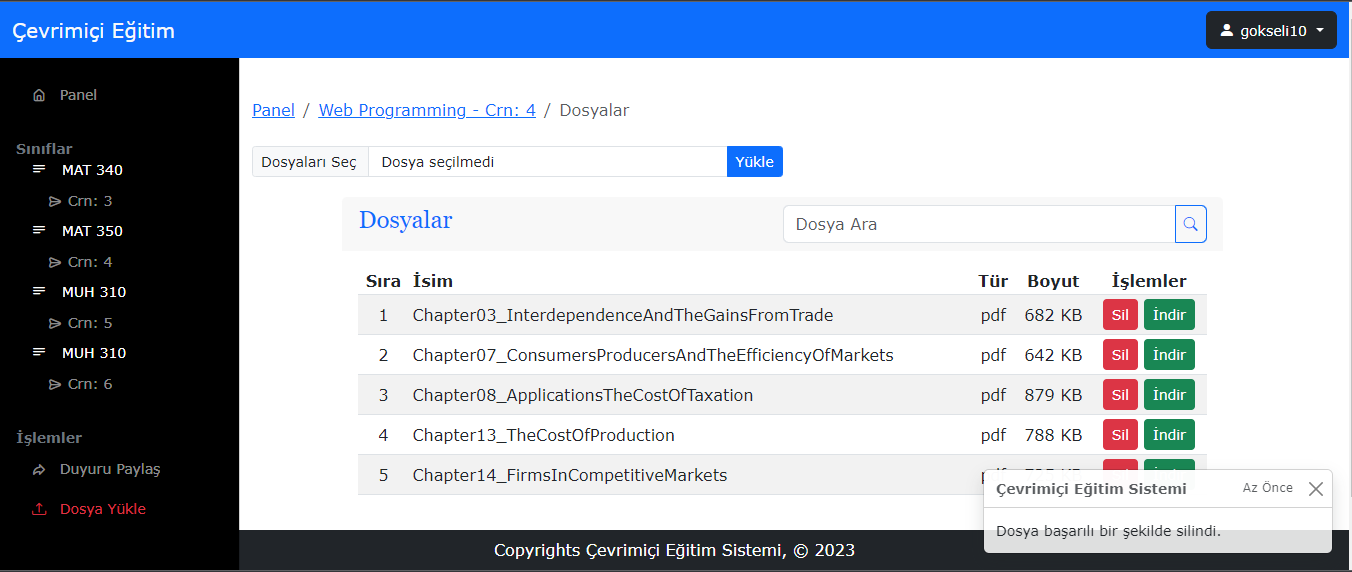 Çevrimiçi Eğitim
gokseli10
Panel
Sınıflar
MAT 340
Crn: 3
MAT 350
Crn: 4
MUH 310
Crn: 5
MUH 310
Crn: 6
İşlemler
Duyuru Paylaş
Dosya Yükle
Panel / Web Programming - Crn: 4 / Dosyalar
Dosyaları Seç Dosya seçilmedi Yükle
Dosyalar Dosya Ara
Sıra İsim Tür Boyut İşlemler
1 Chapter03_InterdependenceAndTheGainsFromTrade pdf 682 KB Sil İndir
2 Chapter07_ConsumersProducersAndTheEfficiencyOfMarkets pdf 642 KB Sil İndir
3 Chapter08_ApplicationsTheCostOfTaxation pdf 879 KB Sil İndir
4 Chapter13_TheCostOfProduction pdf 788 KB Sil İndir
5 Chapter14_FirmsInCompetitiveMarkets
Çevrimiçi Eğitim Sistemi Az Önce
Dosya başarılı bir şekilde silindi.
Copyrights Çevrimiçi Eğitim Sistemi, © 2023